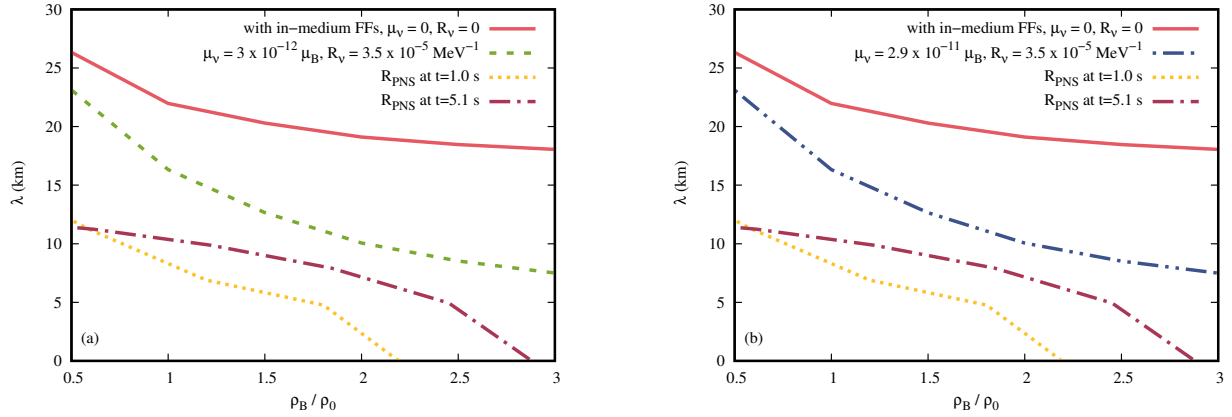 with in−medium FFs, μν = 0, Rν = 0
μν = 3 x 10−12 μB, Rν = 3.5 x 10−5 MeV−1
RPNS at t=1.0 s
RPNS at t=5.1 s
λ (km)
30
25
20
15
10
5
0
(a)
0.5 1 1.5 2 2.5 3
ρB / ρ0
with in−medium FFs, μν = 0, Rν = 0
μν = 2.9 x 10−11 μB, Rν = 3.5 x 10−5 MeV−1
RPNS at t=1.0 s
RPNS at t=5.1 s
λ (km)
30
25
20
15
10
5
0
(b)
0.5 1 1.5 2 2.5 3
ρB / ρ0